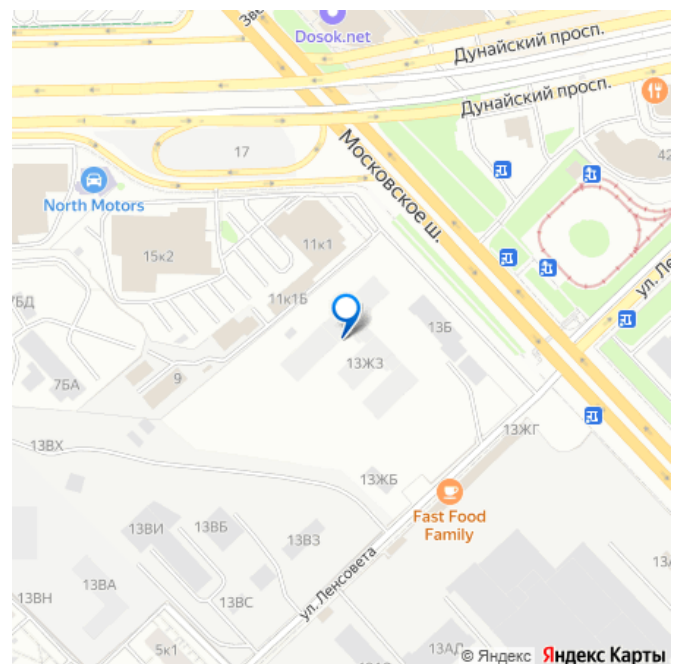 Зве
Dosok.net
Дунайский просп.
Дунайский просп.
17
Московское ш.
42
North Motors
15к2
11к1
ул. Ле
11к1Б
7БД
13Б
13ЖЗ
9
7БА
13ВХ
13ЖГ
13ЖБ
Fast Food
Family
13ВИ
13ВБ
13ВЗ
ул. Ленсовета
13ВА
13ВН
13ВС
13А
5к1
13АД
© Яндекс Яндекс Карты